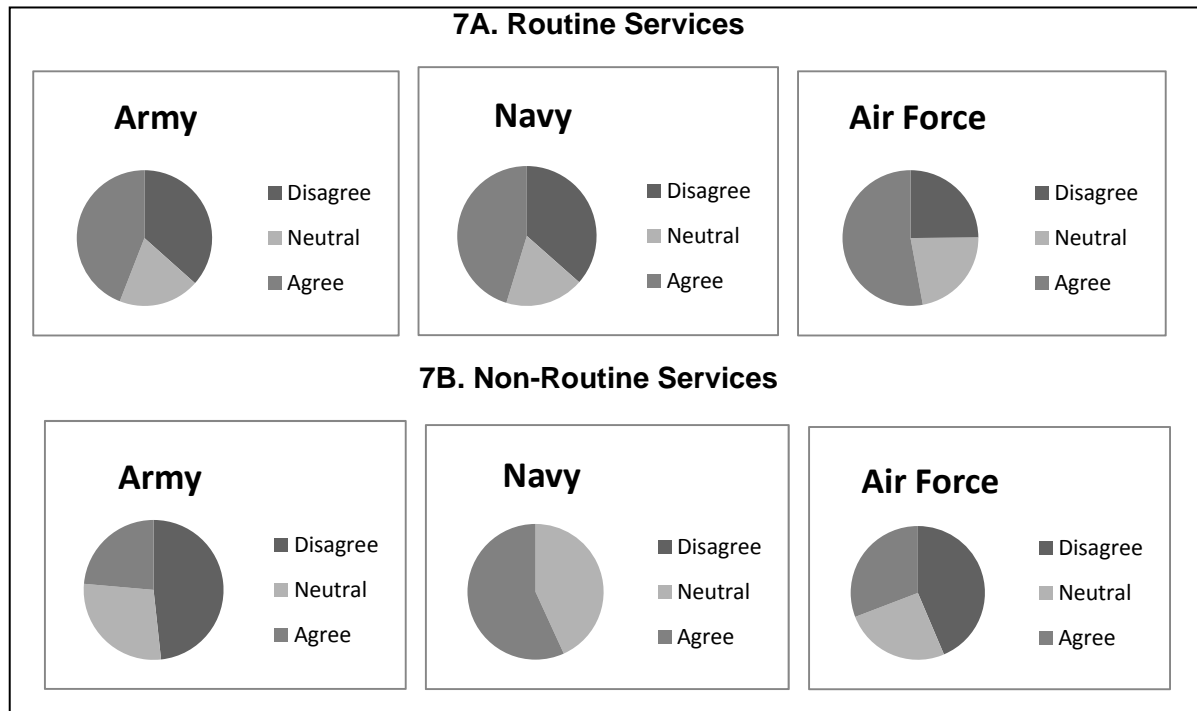 7A. Routine Services
Army
Disagree
Neutral
Agree
Navy
Disagree
Neutral
Agree
Air Force
Disagree
Neutral
Agree
7B. Non-Routine Services
Army
Disagree
Neutral
Agree
Navy
Disagree
Neutral
Agree
Air Force
Disagree
Neutral
Agree